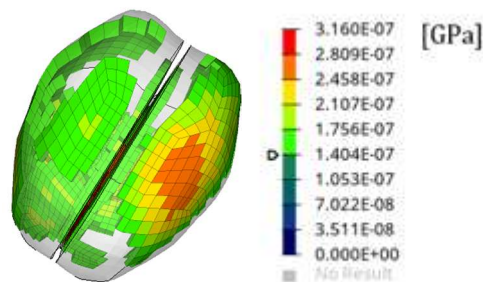 3.160E-07
[GPa]
2.809E-07
2.458E-07
2.107E-07
1.756E-07
D
1.404E-07
1.053E-07
7.022E-08
3.511E-08
0.000E+00
No Result